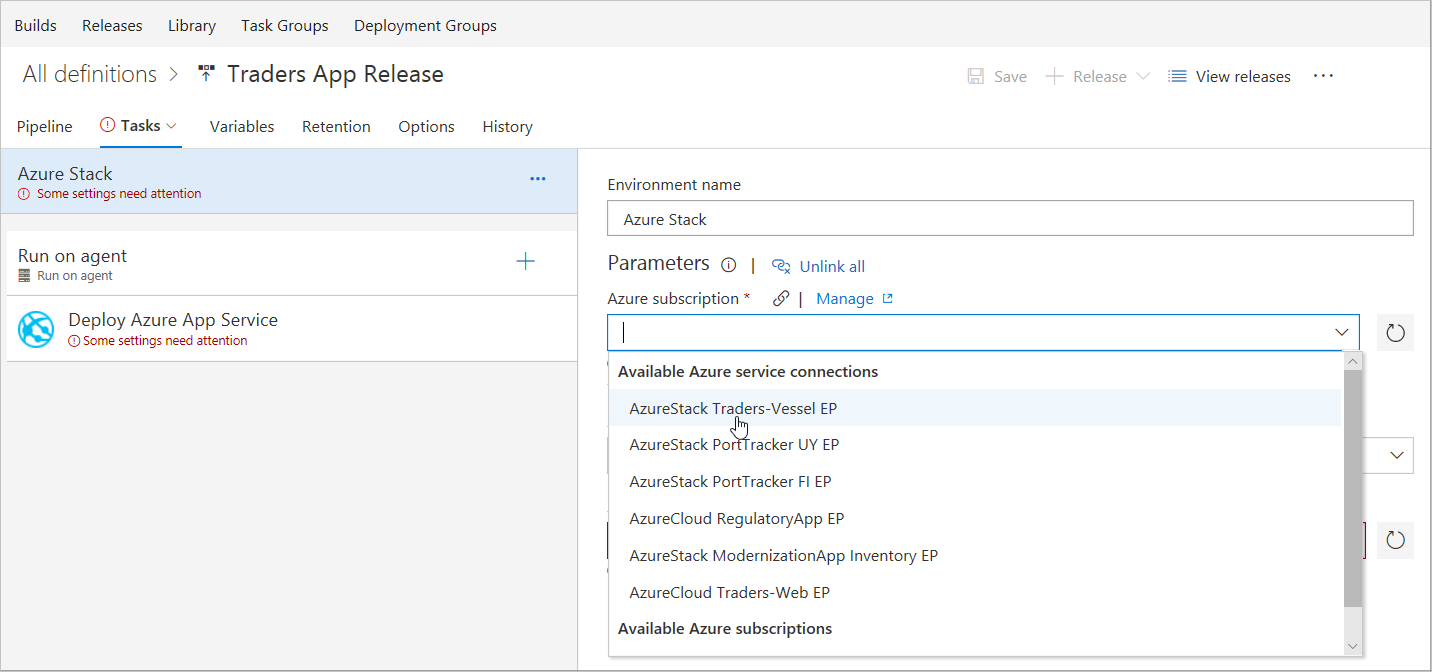 Builds Releases Library Task Groups Deployment Groups
All definitions Traders App Release Save Release View releases
Pipeline Tasks Variables Retention Options History
Azure Stack
Some settings need attention
Run on agent
Run on agent
Deploy Azure App Service
Some settings need attention
Environment name
Azure Stack
Parameters | Unlink all
Azure subscription * | Manage
Available Azure service connections
AzureStack Traders-Vessel EP
AzureStack PortTracker UY EP
AzureStack PortTracker FI EP
AzureCloud RegulatoryApp EP
AzureStack ModernizationApp Inventory EP
AzureCloud Traders-Web EP
Available Azure subscriptions